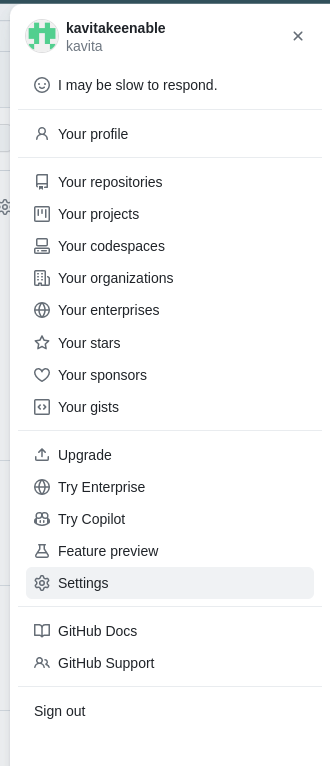 kavitakeenable
kavita
I may be slow to respond.
Your profile
Your repositories
Your projects
Your codespaces
Your organizations
Your enterprises
Your stars
Your sponsors
Your gists
Upgrade
Try Enterprise
Try Copilot
Feature preview
Settings
GitHub Docs
GitHub Support
Sign out